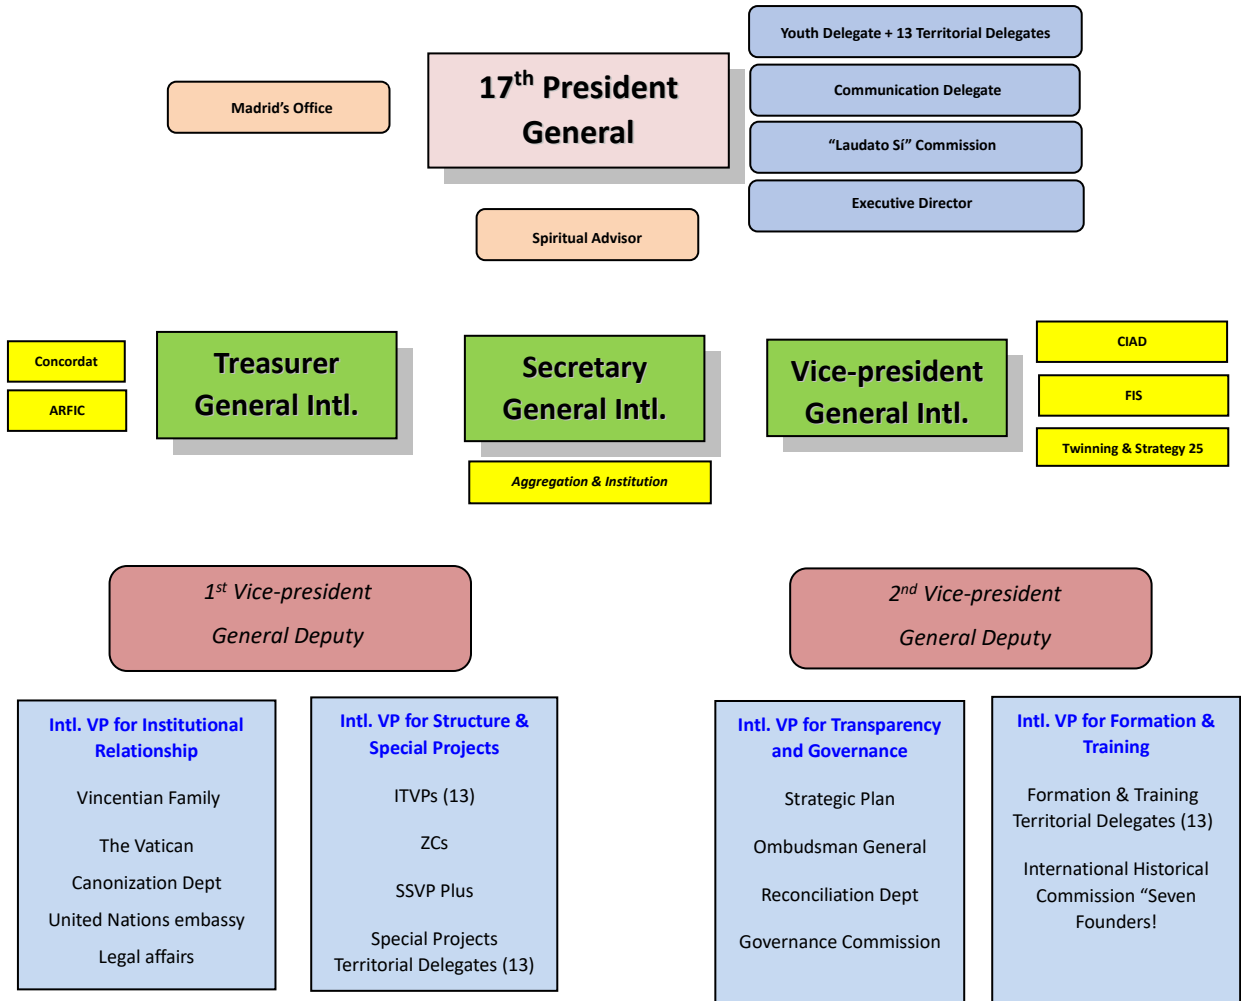 Youth Delegate + 13 Territorial Delegates
17th President
General
Communication Delegate
Madrid's Office
“Laudato Sí” Commission
Executive Director
Spiritual Advisor
Concordat
ARFIC
Treasurer
General Intl.
Secretary
General Intl.
Aggregation & Institution
Vice-president
General Intl.
CIAD
FIS
Twinning & Strategy 25
1st Vice-president
General Deputy
2nd Vice-president
General Deputy
Intl. VP for Institutional
Relationship
Vincentian Family
The Vatican
Canonization Dept
United Nations embassy
Legal affairs
Intl. VP for Structure &
Special Projects
ITVPs (13)
ZCs
SSVP Plus
Special Projects
Territorial Delegates (13)
Intl. VP for Transparency
and Governance
Strategic Plan
Ombudsman General
Reconciliation Dept
Governance Commission
Intl. VP for Formation &
Training
Formation & Training
Territorial Delegates (13)
International Historical
Commission “Seven
Founders!